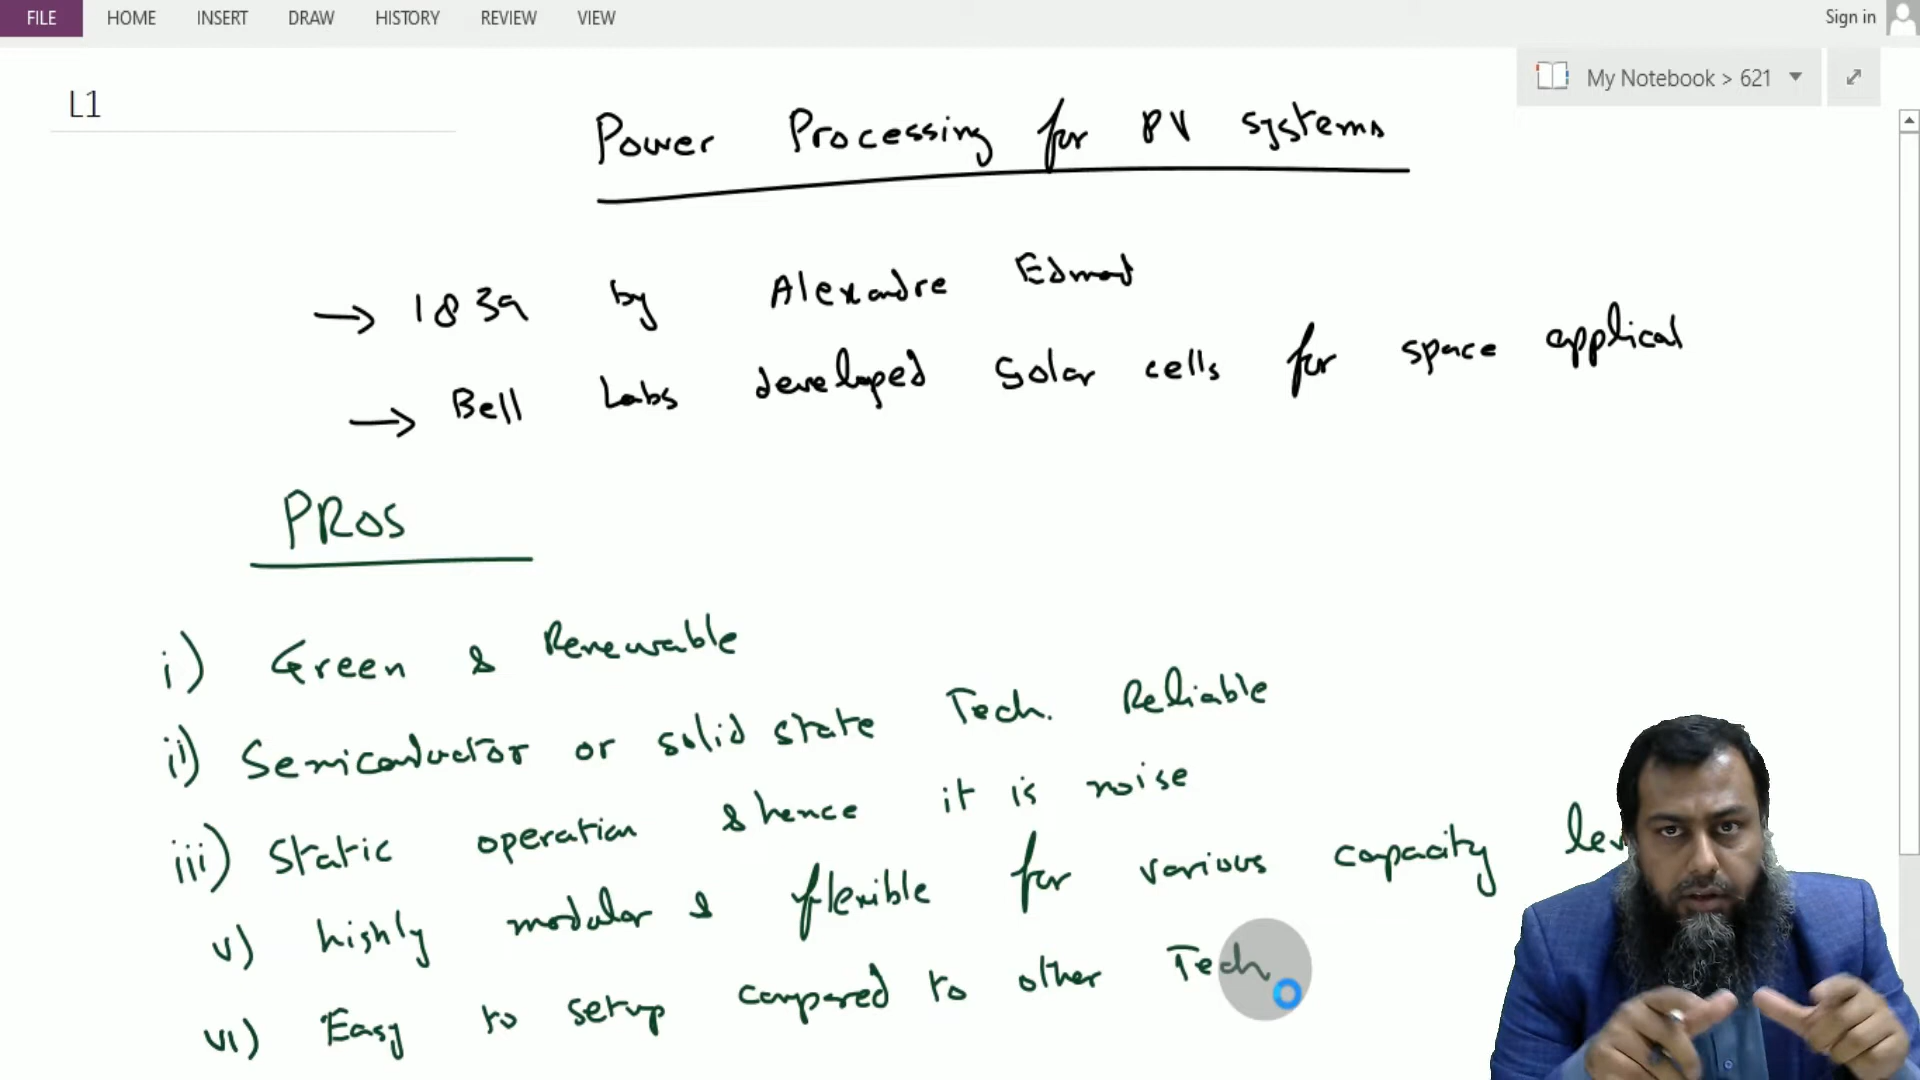 FILE HOME INSERT DRAW HISTORY REVIEW VIEW Sign in
My Notebook > 621
L1
Power Processing for PV systems
→ 1839 by Alexandre Edmond
→ Bell Labs developed Solar cells for space applicat
PROS
i) Green & Renewable
ii) Semiconductor or solid state Tech. Reliable
iii) Static operation & hence it is noise
v) highly modular & flexible for various capacity lev
vi) Easy to setup compared to other Tech